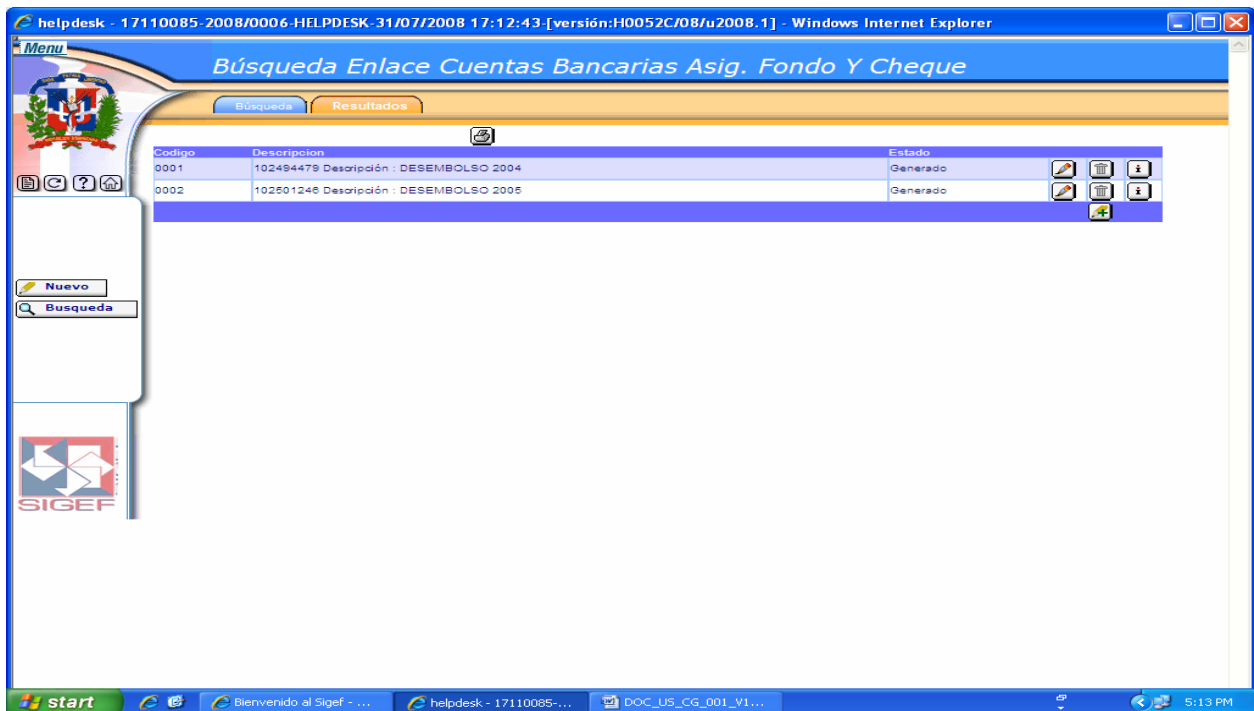 helpdesk - 17110085-2008/0006-HELPDESK-31/07/2008 17:12:43-[versión:H0052C/08/u2008.1] - Windows Internet Explorer
Menu
Búsqueda Enlace Cuentas Bancarias Asig. Fondo Y Cheque
Búsqueda Resultados
Codigo Descripcion Estado
0001 102494479 Descripción : DESEMBOLSO 2004 Generado
0002 102501246 Descripción : DESEMBOLSO 2005 Generado
Nuevo
Busqueda
SIGEF
start Bienvenido al Sigef - ... helpdesk - 17110085-... DOC_US_CG_001_V1... 5:13 PM